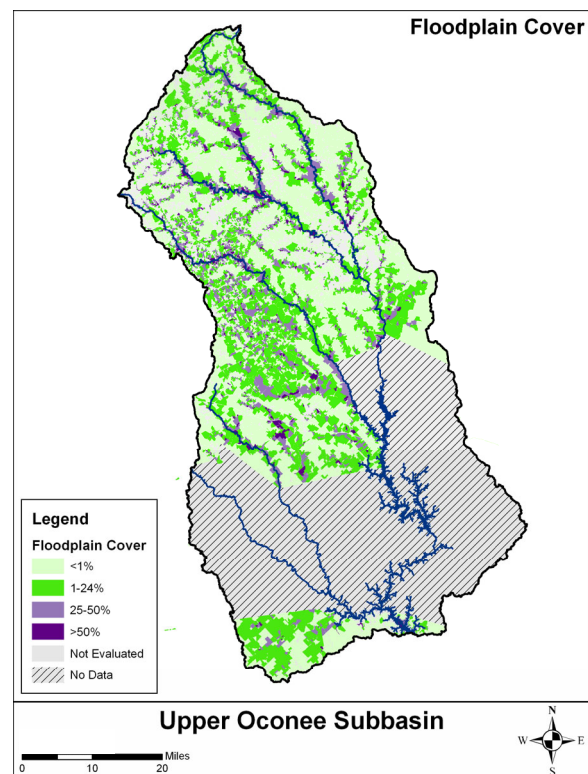 Floodplain Cover
Legend
Floodplain Cover
<1%
1-24%
25-50%
>50%
Not Evaluated
No Data
Upper Oconee Subbasin
Miles
0 10 20
N
W E
S